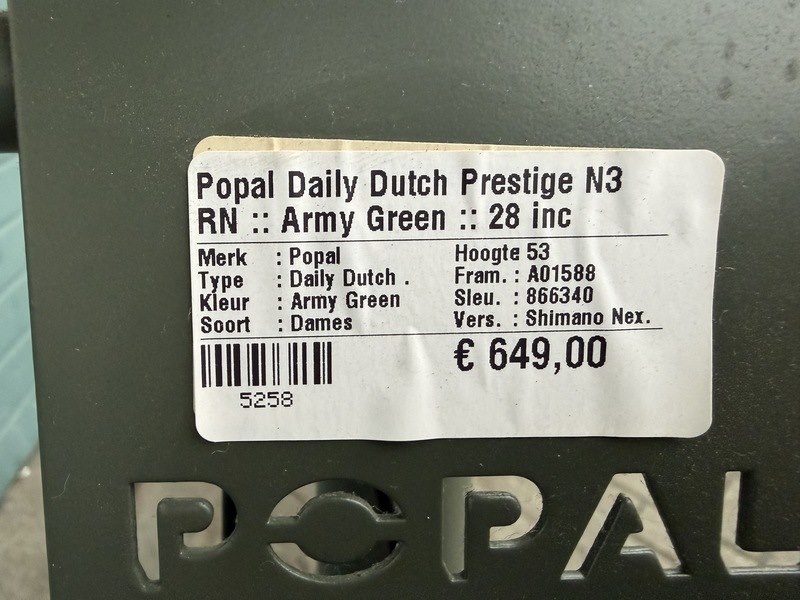 Popal Daily Dutch Prestige N3
RN :: Army Green :: 28 inc
Merk : Popal
Hoogte 53
Type : Daily Dutch .
Fram. : A01588
Kleur : Army Green
Sleu. : 866340
Soort : Dames
Vers. : Shimano Nex.
€ 649,00
5258
POPAL